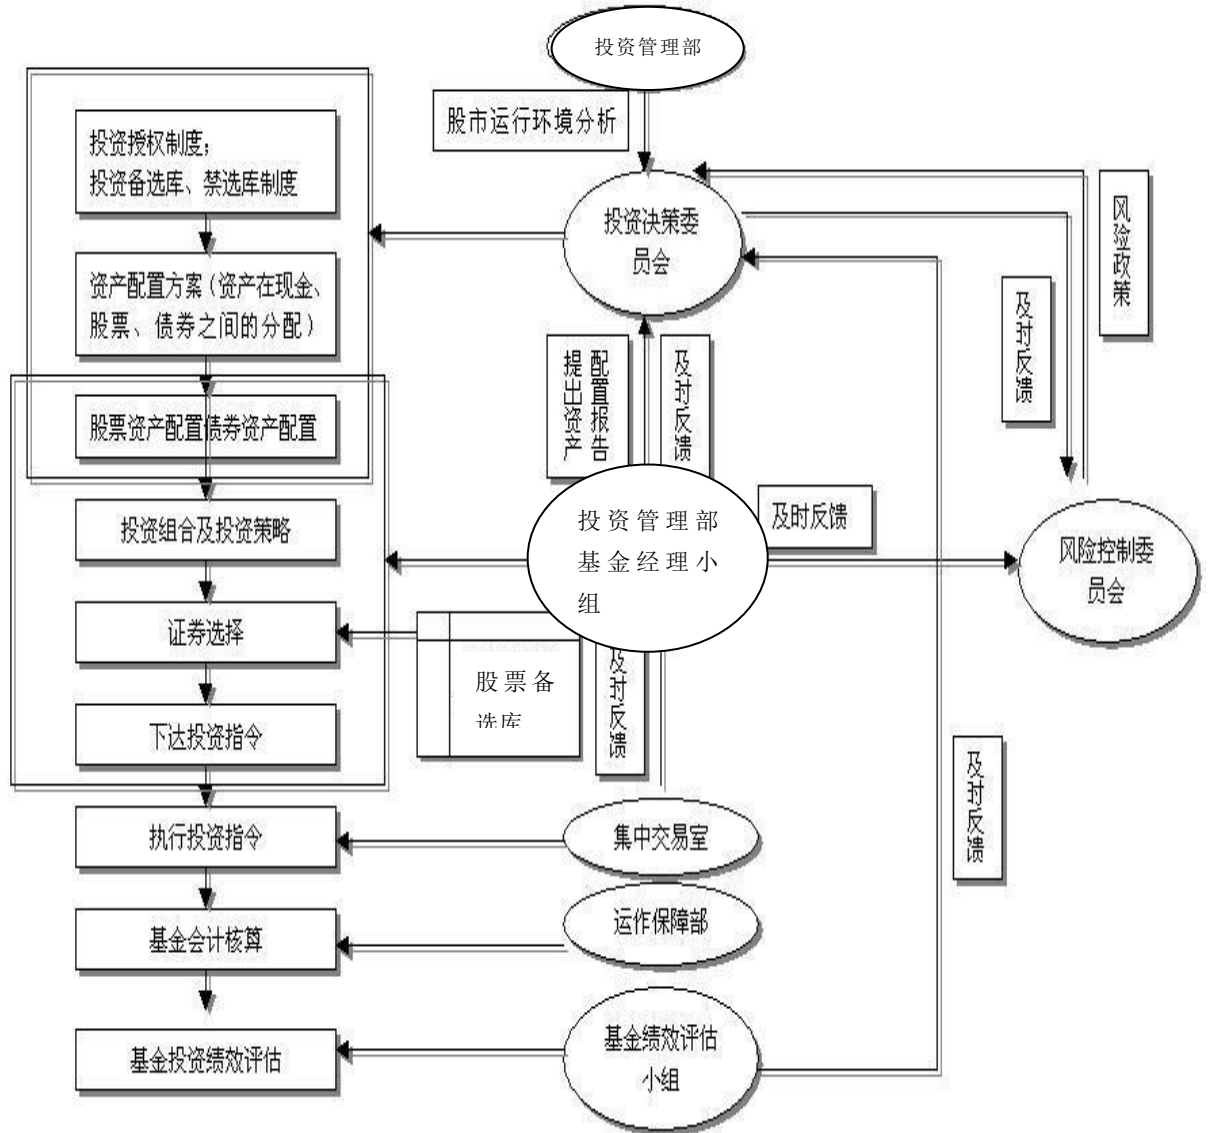 投资管理部
股市运行环境分析
投资授权制度；
投资备选库、禁选库制度
投资决策委
员会
风险政策
资产配置方案（资产在现金、
股票、债券之间的分配）
及时反馈
提出资产
配置报告
及时反馈
股票资产配置债券资产配置
投资管理部
基金经理小
组
及时反馈
投资组合及投资策略
风险控制委
员会
证券选择
股票备
选库
及时反馈
下达投资指令
及时反馈
执行投资指令
集中交易室
运作保障部
基金会计核算
基金绩效评估
小组
基金投资绩效评估